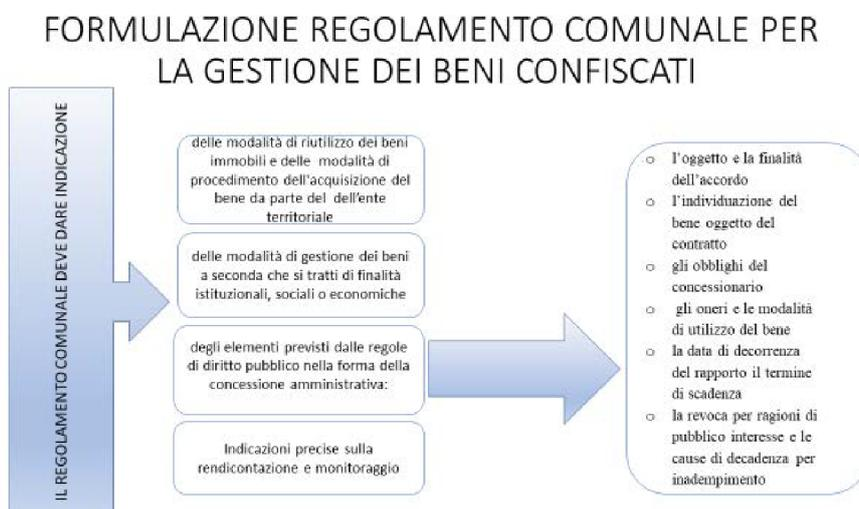 FORMULAZIONE REGOLAMENTO COMUNALE PER
LA GESTIONE DEI BENI CONFISCATI
IL REGOLAMENTO COMUNALE DEVE DARE INDICAZIONE
delle modalità di riutilizzo dei beni
immobili e delle modalità di
procedimento dell'acquisizione del
bene da parte del dell'ente
territoriale
delle modalità di gestione dei beni
a seconda che si tratti di finalità
istituzionali, sociali o economiche
degli elementi previsti dalle regole
di diritto pubblico nella forma della
concessione amministrativa:
Indicazioni precise sulla
rendicontazione e monitoraggio
o l'oggetto e la finalità
dell'accordo
o l'individuazione del
bene oggetto del
contratto
o gli obblighi del
concessionario
o gli oneri e le modalità
di utilizzo del bene
o la data di decorrenza
del rapporto il termine
di scadenza
o la revoca per ragioni di
pubblico interesse e le
cause di decadenza per
inadempimento